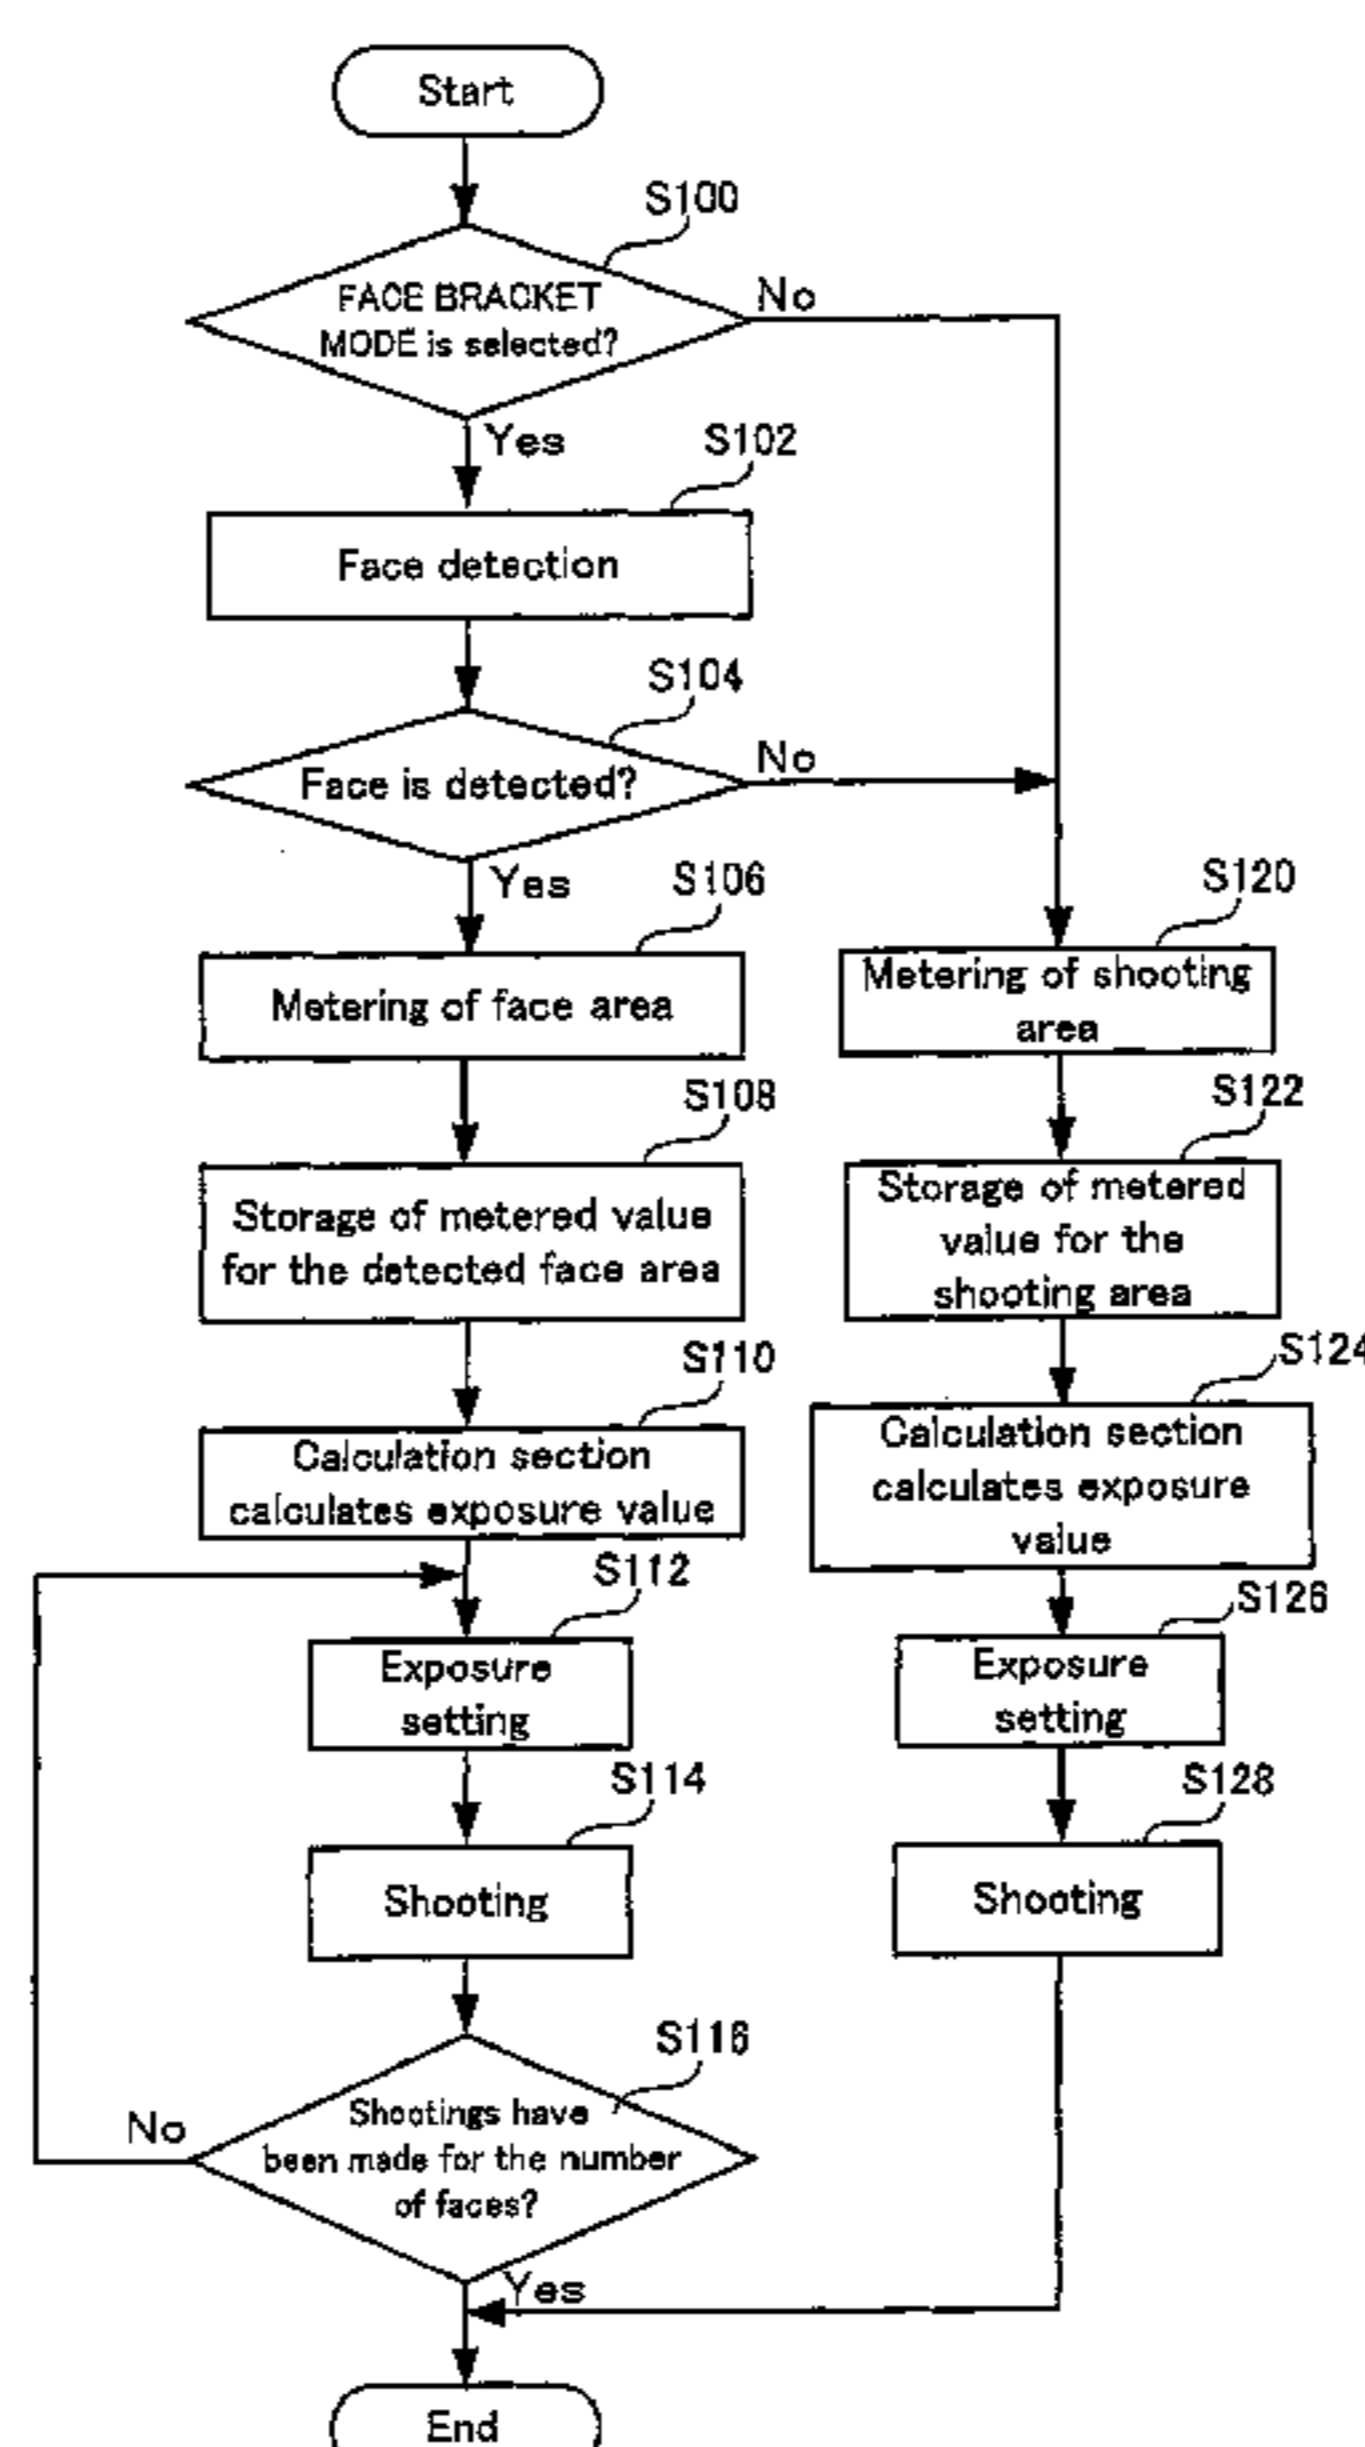 Start
S100
FACE BRACKET
MODE is selected?
No
Yes
S102
Face detection
S104
Face is detected?
No
Yes
S106
Metering of face area
S108
Storage of metered value
for the detected face area
S110
Calculation section
calculates exposure value
S112
Exposure
setting
S114
Shooting
S116
Shootings have
been made for the number
of faces?
No
Yes
S120
Metering of shooting
area
S122
Storage of metered
value for the
shooting area
S124
Calculation section
calculates exposure
value
S126
Exposure
setting
S128
Shooting
End